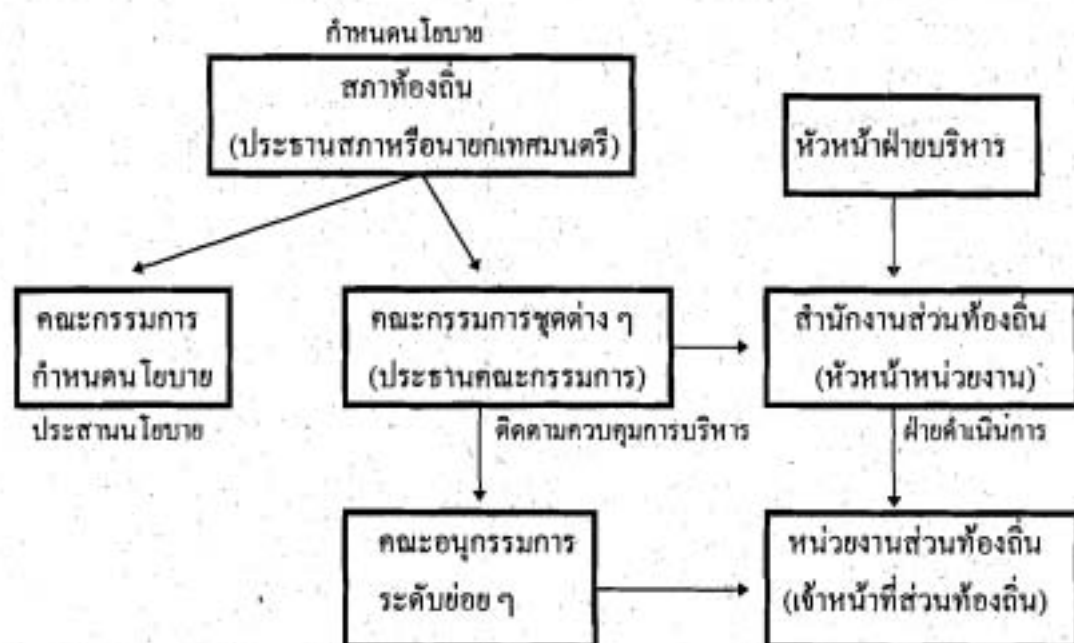 กำหนดนโยบาย
สภาท้องถิ่น
(ประธานสภาหรือนายกเทศมนตรี)
หัวหน้าฝ่ายบริหาร
คณะกรรมการ
กำหนดนโยบาย
ประสานนโยบาย
คณะกรรมการชุดต่าง ๆ
(ประธานคณะกรรมการ)
สำนักงานส่วนท้องถิ่น
(หัวหน้าหน่วยงาน)
ติดตามควบคุมการบริหาร
ฝ่ายดำเนินการ
คณะอนุกรรมการ
ระดับย่อย ๆ
หน่วยงานส่วนท้องถิ่น
(เจ้าหน้าที่ส่วนท้องถิ่น)